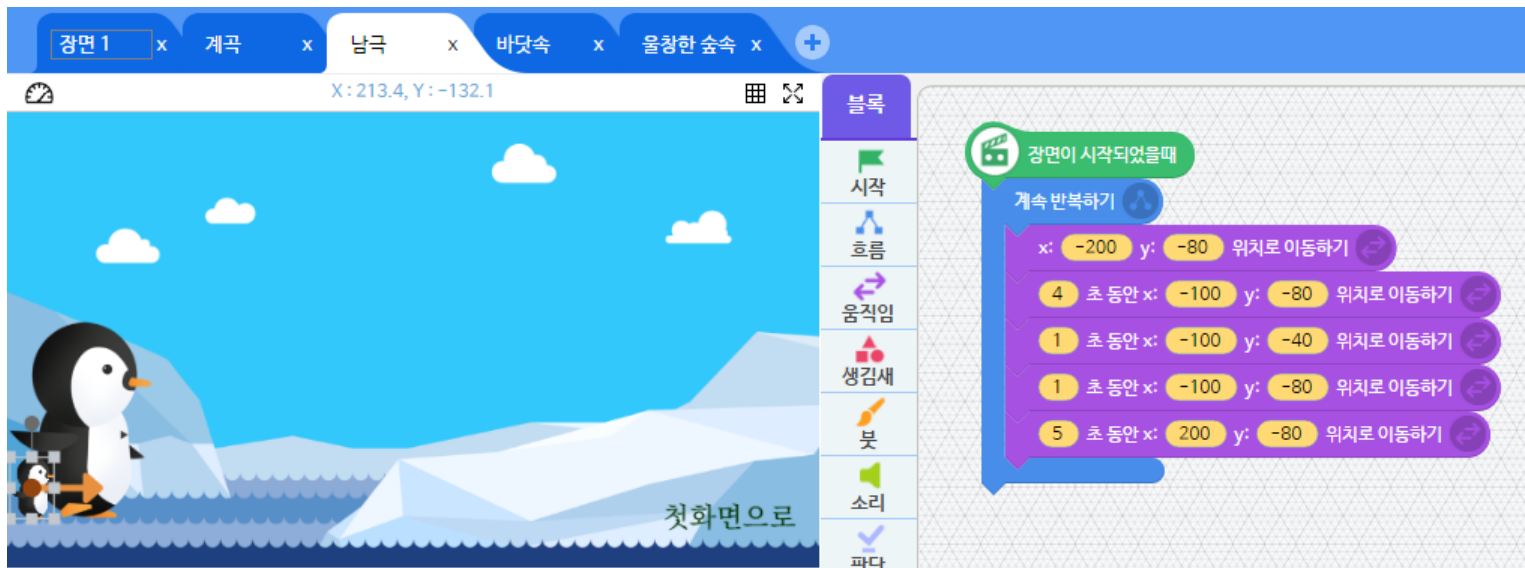 장면 1 x 계곡 x 남극 x 바닷속 x 울창한 숲속 x +
X : 213.4, Y : -132.1
첫화면으로
블록
시작
흐름
움직임
생김새
붓
소리
판단
장면이 시작되었을때
계속 반복하기
x: -200 y: -80 위치로 이동하기
4 초 동안 x: -100 y: -80 위치로 이동하기
1 초 동안 x: -100 y: -40 위치로 이동하기
1 초 동안 x: -100 y: -80 위치로 이동하기
5 초 동안 x: 200 y: -80 위치로 이동하기